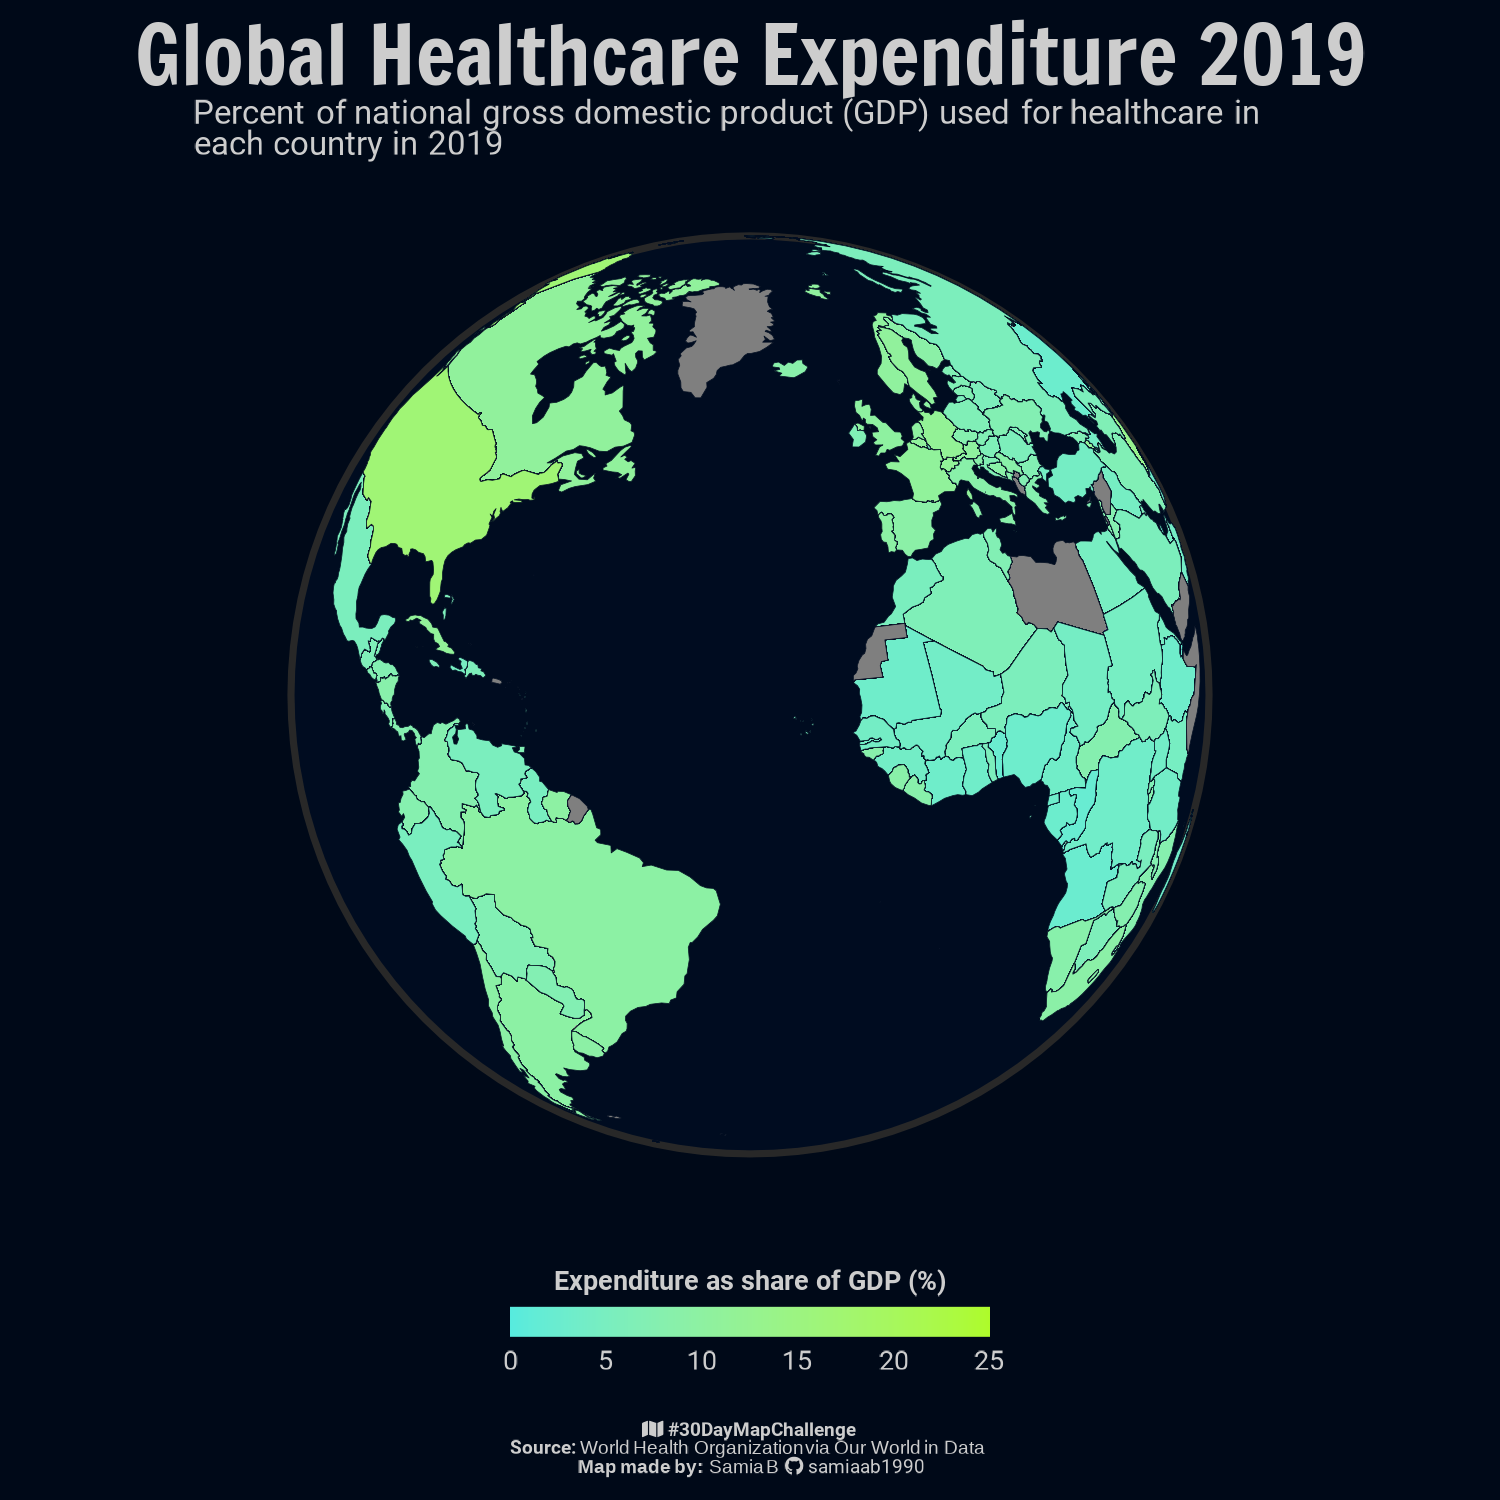 Global Healthcare Expenditure 2019
Percent of national gross domestic product (GDP) used for healthcare in
each country in 2019
Expenditure as share of GDP (%)
0 5 10 15 20 25
#30DayMapChallenge
Source: World Health Organization via Our World in Data
Map made by: Samia B samiaab1990